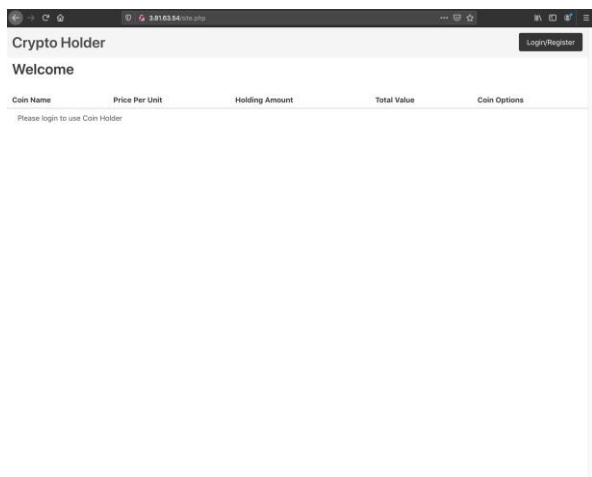 3.81.63.54/site.php
Crypto Holder
Login/Register
Welcome
Coin Name Price Per Unit Holding Amount Total Value Coin Options
Please login to use Coin Holder